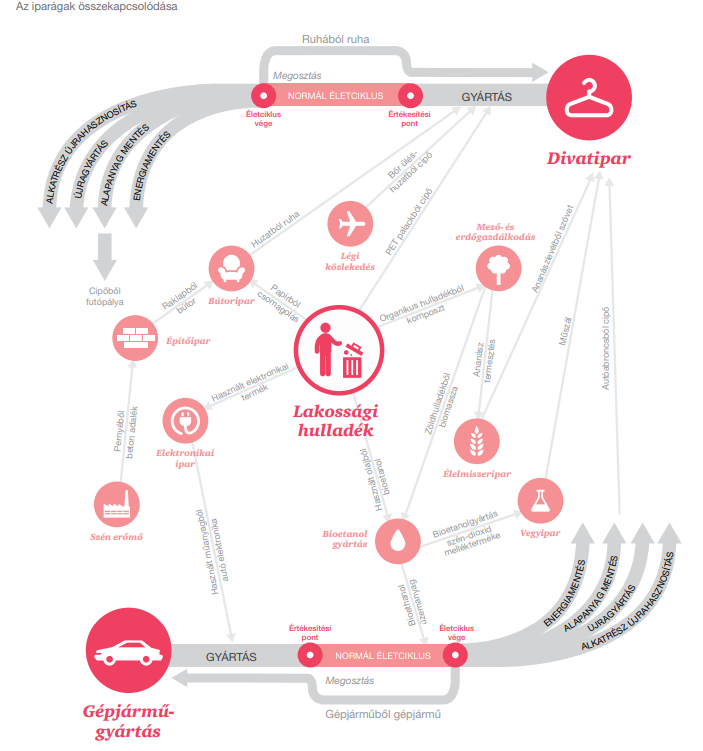 Az iparágak összekapcsolódása
Ruhából ruha
Megosztás
NORMÁL ÉLETCIKLUS
GYÁRTÁS
Életciklus
vége
Értékesítési
pont
Divatipar
ALKATRÉSZ ÚJRAHASZNOSÍTÁS
ÚJRAGYÁRTÁS
ALAPANYAG MENTÉS
ENERGIAMENTÉS
Cipőből
futópálya
Huzatból ruha
Bőr ülés-
huzatból cipő
PET palackból cipő
Légi
közlekedés
Mező- és
erdőgazdálkodás
Ananászlevélből szövet
Műszál
Autóabroncsból cipő
Raklapból
bútor
Bútoripar
Papírból
csomagolás
Organikus hulladékból
komposzt
Építőipar
Lakossági
hulladék
Használt elektronikai
termék
Ananász
termesztés
Zöldhulladékból
biomassza
Pernyéből
beton adalék
Elektronikai
ipar
Élelmiszeripar
Használt olajból
bioetanol
Szén erőmű
Használt műanyagból
autó elektronika
Bioetanol
gyártás
Bioetanolgyártás
szén-dioxid
mellékterméke
Vegyipar
Bioethanol
üzemanyag
ENERGIAMENTÉS
ALAPANYAG MENTÉS
ÚJRAGYÁRTÁS
ALKATRÉSZ ÚJRAHASZNOSÍTÁS
Értékesítési
pont
Életciklus
vége
GYÁRTÁS
NORMÁL ÉLETCIKLUS
Megosztás
Gépjármű-
gyártás
Gépjárműből gépjármű